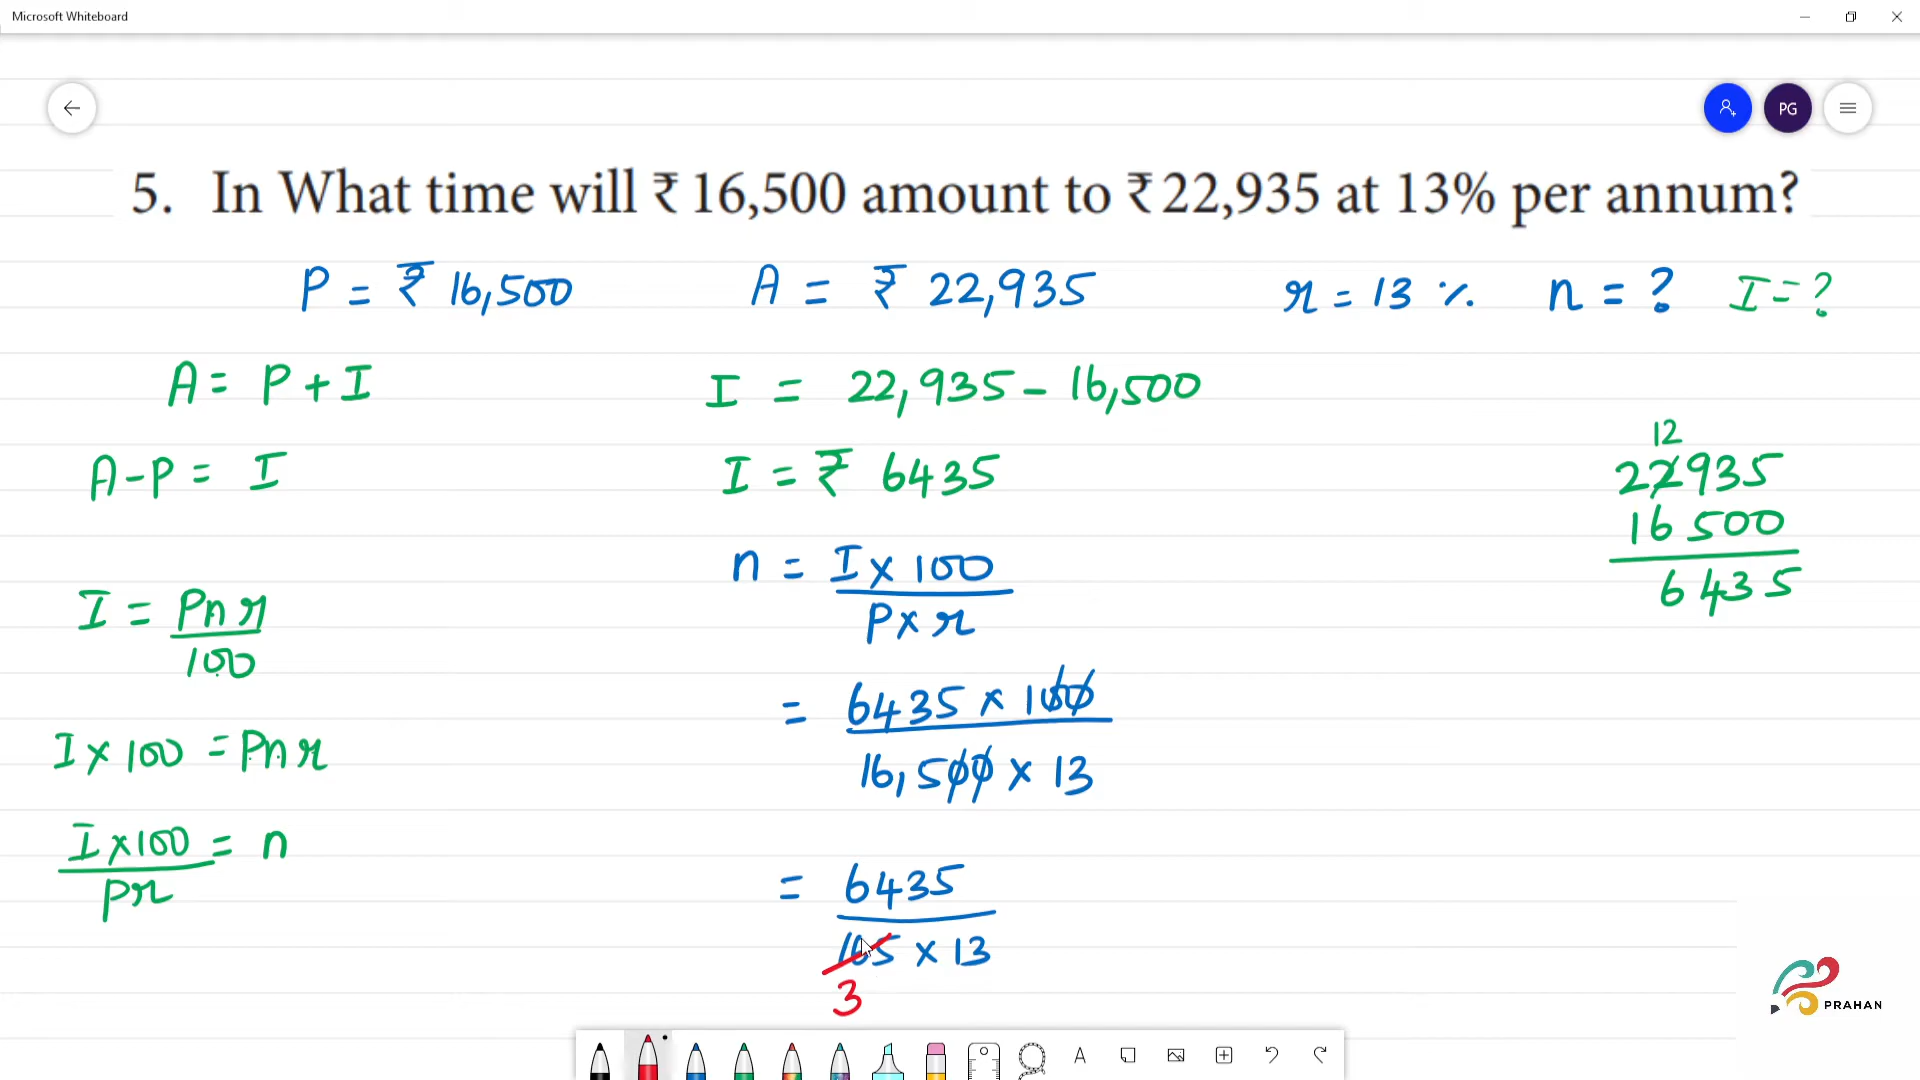 Microsoft Whiteboard
PG
5. In What time will ₹ 16,500 amount to ₹ 22,935 at 13% per annum?
P = ₹ 16,500 A = ₹ 22,935 r = 13 % n = ? I = ?
A = P + I
A - P = I
I = Pnr / 100
I × 100 = Pnr
I × 100 / Pr = n
I = 22,935 - 16,500
I = ₹ 6435
n = I × 100 / P × r
= 6435 × 100 / 16,500 × 13
= 6435 / 165 × 13
3
12
22935
16500
6435
PRAHAN
A